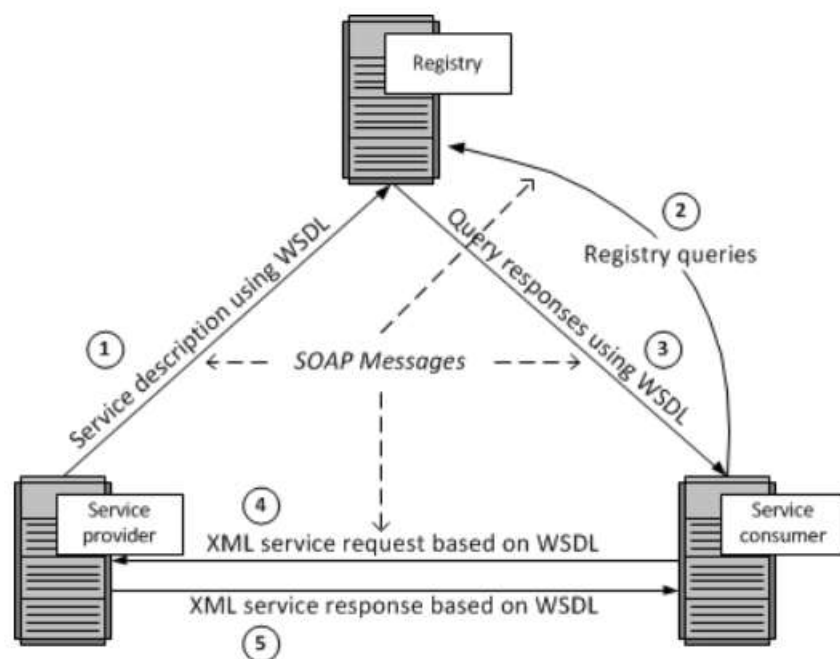 Registry
2
Registry queries
Service description using WSDL
1
Query responses using WSDL
3
SOAP Messages
Service
provider
Service
consumer
4
XML service request based on WSDL
XML service response based on WSDL
5